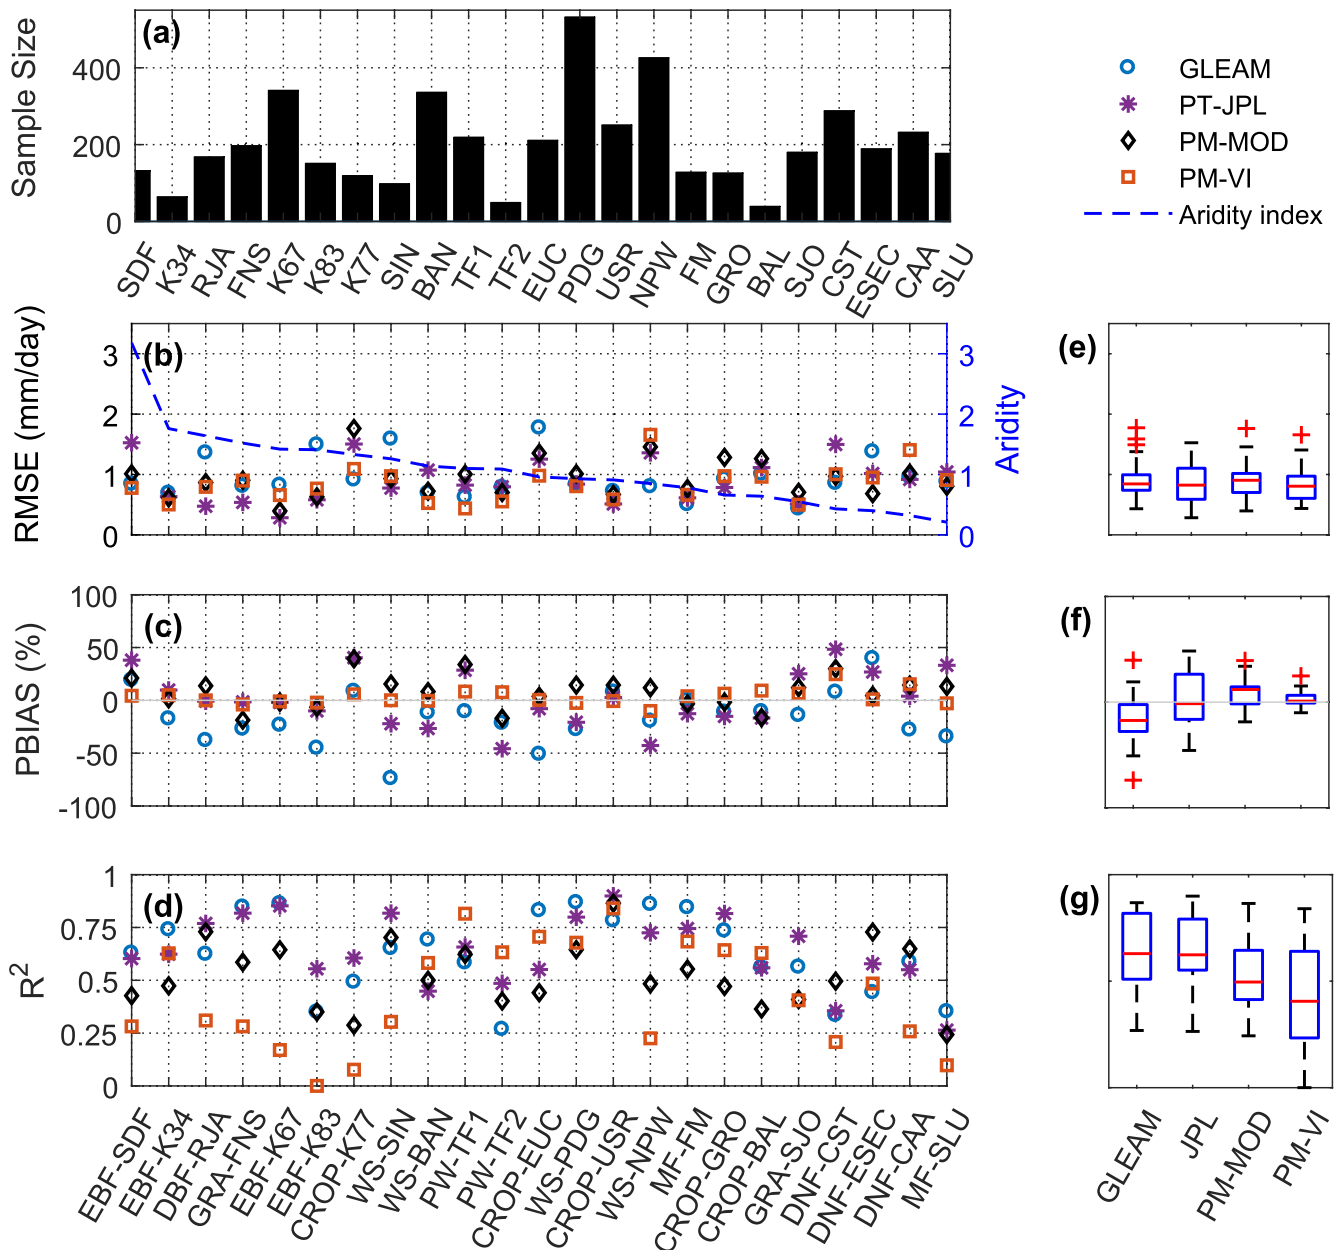 (a)
Sample Size
400
200
0
SDF
K34
RJA
FNS
K67
K83
K77
SIN
BAN
TF1
TF2
EUC
PDG
USR
NPW
FM
GRO
BAL
SJO
CST
ESEC
CAA
SLU
GLEAM
PT-JPL
PM-MOD
PM-VI
Aridity index
(b)
RMSE (mm/day)
3
2
1
0
3
2
1
0
Aridity
(e)
(c)
PBIAS (%)
100
50
0
-50
-100
(f)
(d)
R2
1
0.75
0.5
0.25
0
(g)
EBF-SDF
EBF-K34
DBF-RJA
GRA-FNS
EBF-K67
EBF-K83
CROP-K77
WS-SIN
WS-BAN
PW-TF1
PW-TF2
CROP-EUC
WS-PDG
CROP-USR
WS-NPW
MF-FM
CROP-GRO
CROP-BAL
GRA-SJO
DNF-CST
DNF-ESEC
DNF-CAA
MF-SLU
GLEAM
JPL
PM-MOD
PM-VI